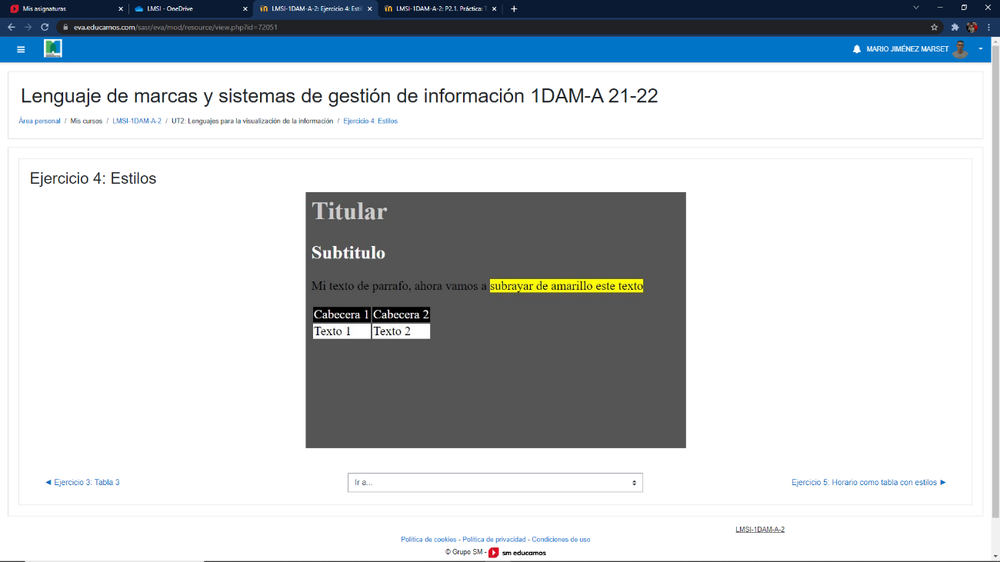 Mis asignaturas
LMSI - OneDrive
LMSI-1DAM-A-2: Ejercicio 4: Estil
LMSI-1DAM-A-2: P2.1. Práctica: T
eva.educamos.com/sasr/eva/mod/resource/view.php?id=72051
MARIO JIMÉNEZ MARSET
Lenguaje de marcas y sistemas de gestión de información 1DAM-A 21-22
Área personal / Mis cursos / LMSI-1DAM-A-2 / UT2: Lenguajes para la visualización de la información / Ejercicio 4: Estilos
Ejercicio 4: Estilos
Titular
Subtitulo
Mi texto de parrafo, ahora vamos a subrayar de amarillo este texto
Cabecera 1 Cabecera 2
Texto 1 Texto 2
◄ Ejercicio 3: Tabla 3
Ir a...
Ejercicio 5: Horario como tabla con estilos ►
LMSI-1DAM-A-2
Política de cookies - Política de privacidad - Condiciones de uso
© Grupo SM - sm educamos